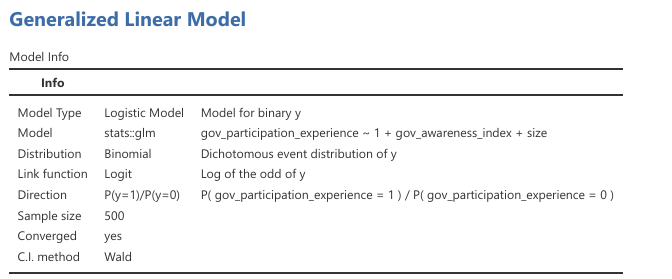 Generalized Linear Model
Model Info
Info
Model Type Logistic Model Model for binary y
Model stats::glm gov_participation_experience ~ 1 + gov_awareness_index + size
Distribution Binomial Dichotomous event distribution of y
Link function Logit Log of the odd of y
Direction P(y=1)/P(y=0) P( gov_participation_experience = 1 ) / P( gov_participation_experience = 0 )
Sample size 500
Converged yes
C.I. method Wald